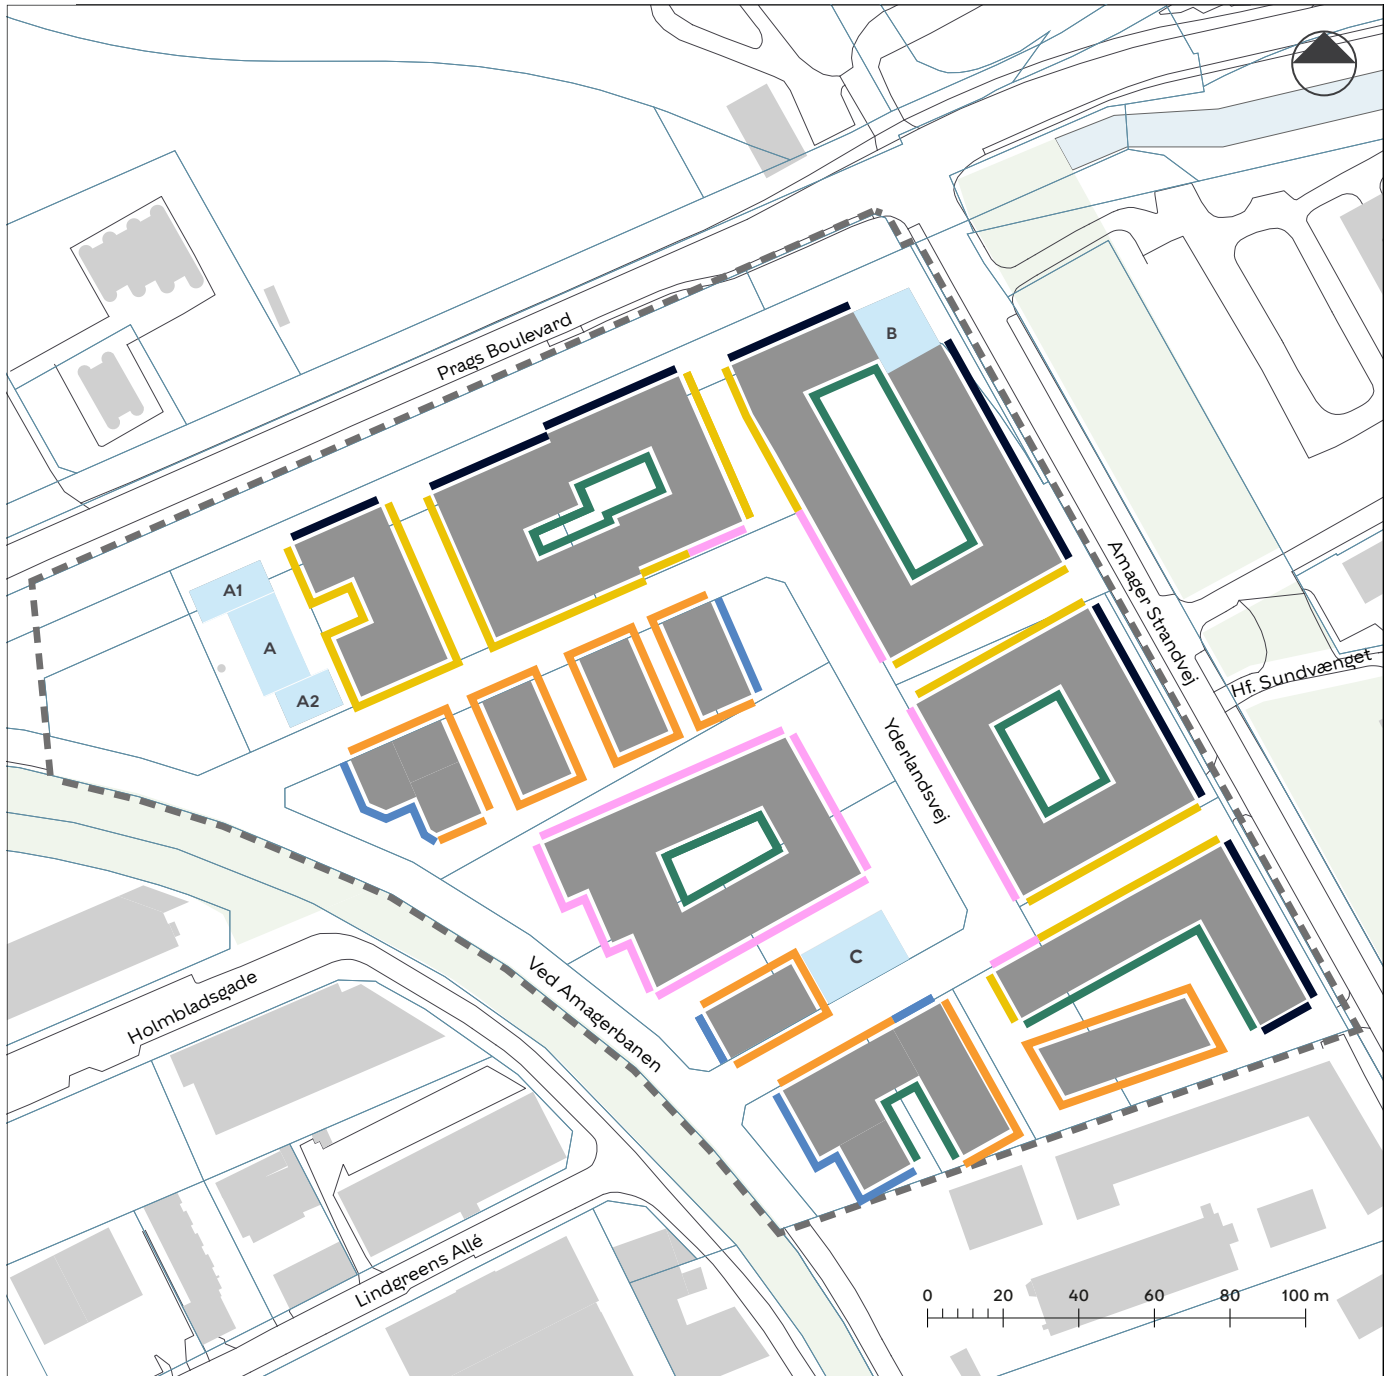 Prags Boulevard
B
A1
A
A2
Amager Strandvej
Hf. Sundvænget
Yderlandsvej
C
Ved Amagerbanen
Holmbladsgade
Lindgreens Allé
0 20 40 60 80 100 m